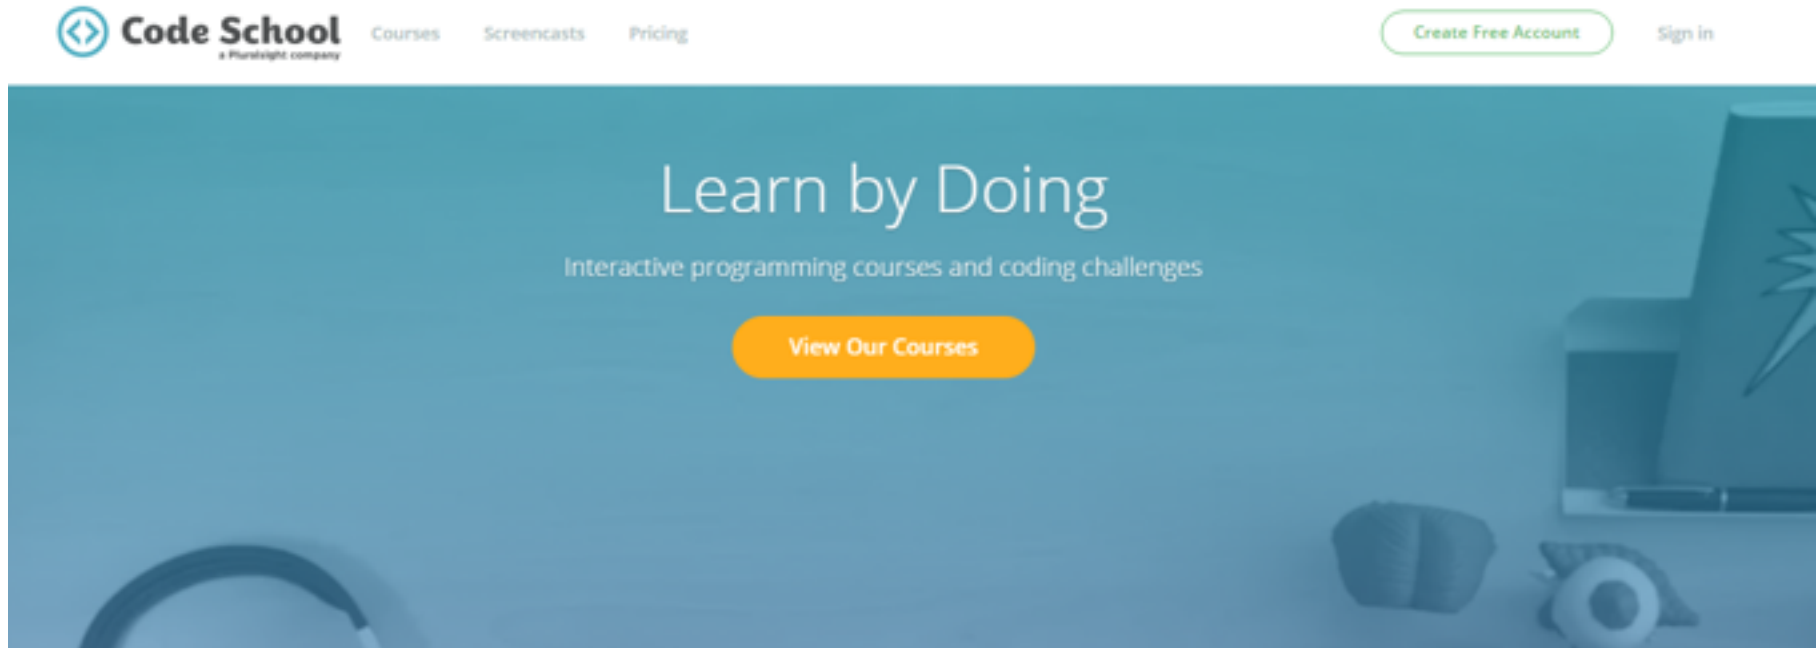 Code School
a Pluralsight company
Courses Screencasts Pricing
Create Free Account Sign in
Learn by Doing
Interactive programming courses and coding challenges
View Our Courses